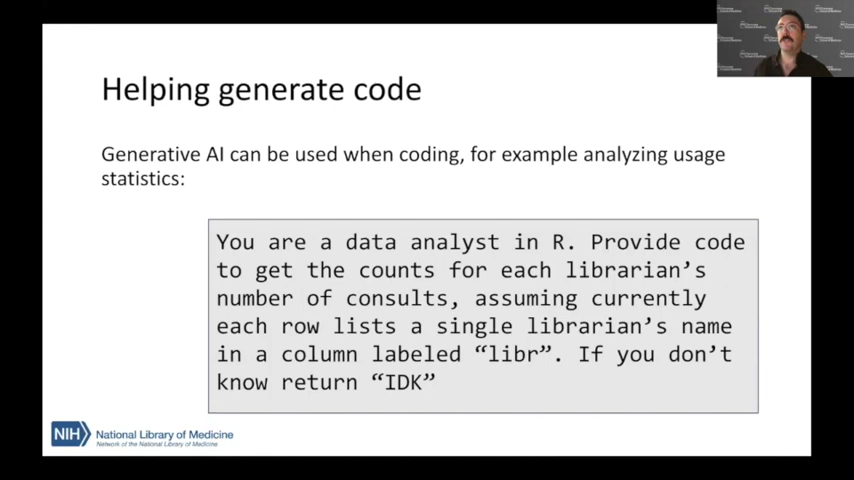 Helping generate code
Generative AI can be used when coding, for example analyzing usage
statistics:
You are a data analyst in R. Provide code
to get the counts for each librarian’s
number of consults, assuming currently
each row lists a single librarian’s name
in a column labeled “libr”. If you don’t
know return “IDK”
NIH National Library of Medicine
Network of the National Library of Medicine